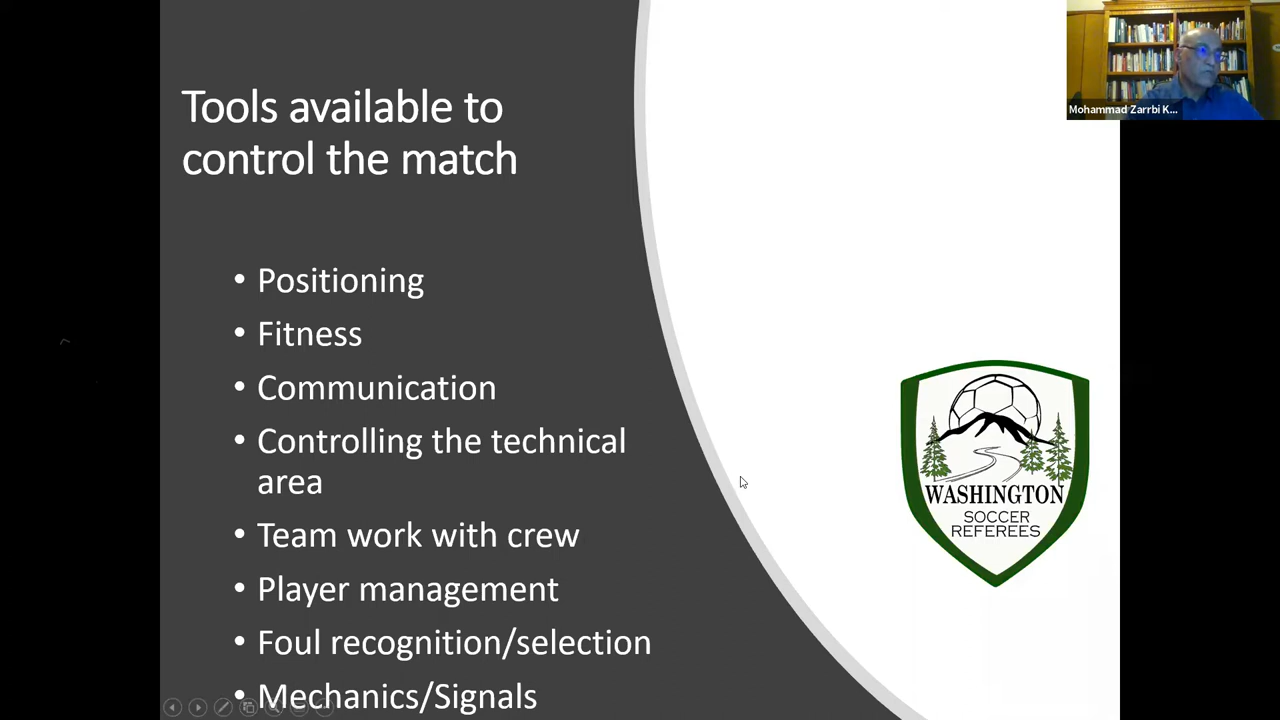 Tools available to
control the match
• Positioning
• Fitness
• Communication
• Controlling the technical
area
• Team work with crew
• Player management
• Foul recognition/selection
• Mechanics/Signals
Mohammad Zarrbi K...
WASHINGTON
SOCCER
REFEREES